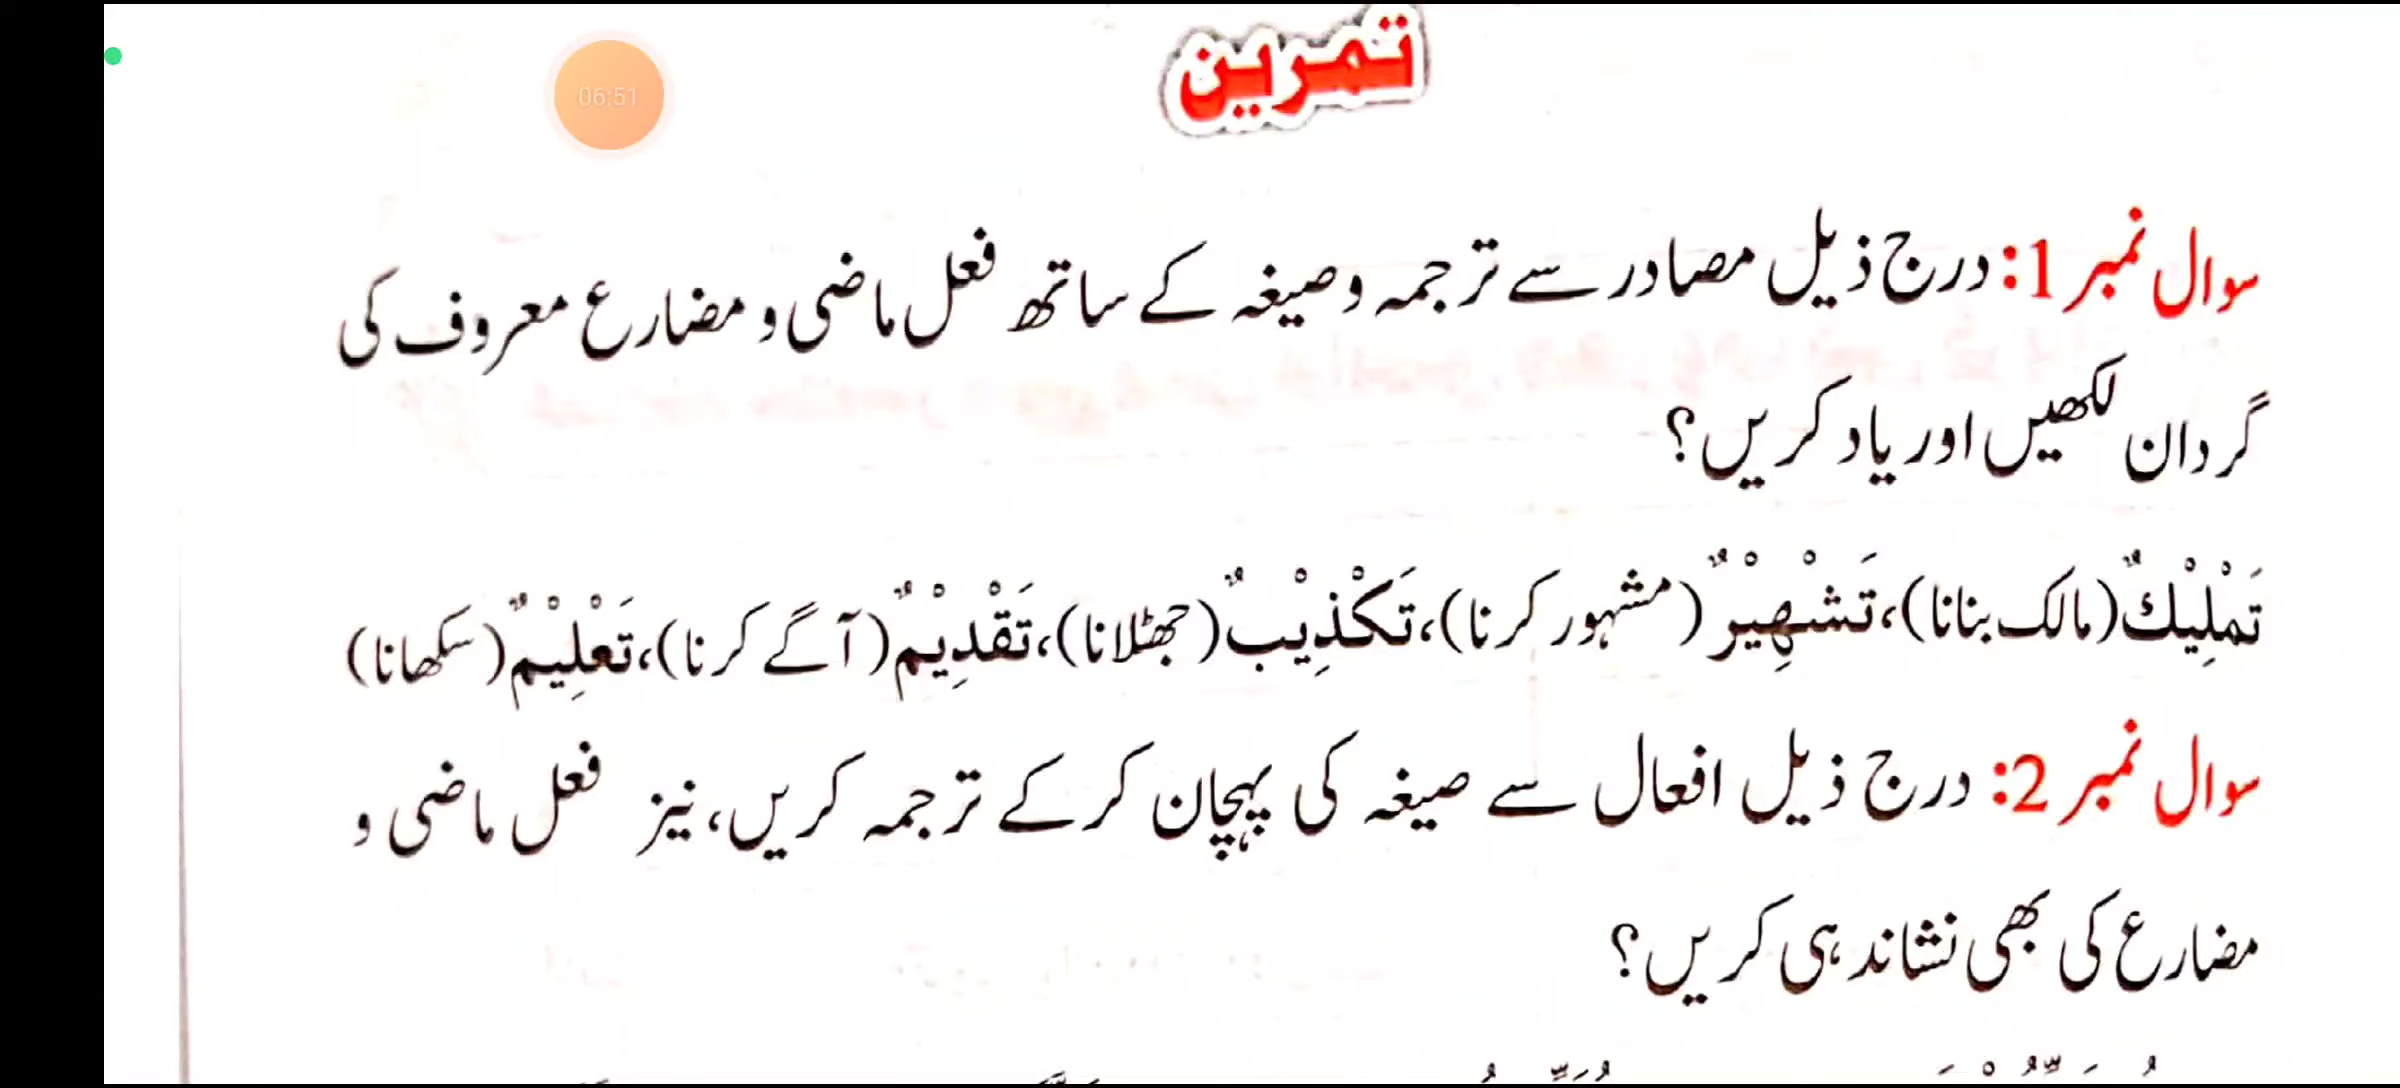 06:51
تمرین
سوال نمبر 1: درج ذیل مصادر سے ترجمہ وصیغہ کے ساتھ فعل ماضی و مضارع معروف کی
گردان لکھیں اور یاد کریں؟
تَمْلِيْكٌ (مالک بنانا)، تَشْهِيْرٌ (مشہور کرنا)، تَكْذِيْبٌ (جھٹلانا)، تَقْدِيْمٌ (آگے کرنا)، تَعْلِيْمٌ (سکھانا)
سوال نمبر 2: درج ذیل افعال سے صیغہ کی پہچان کرکے ترجمہ کریں، نیز فعل ماضی و
مضارع کی بھی نشاندہی کریں؟